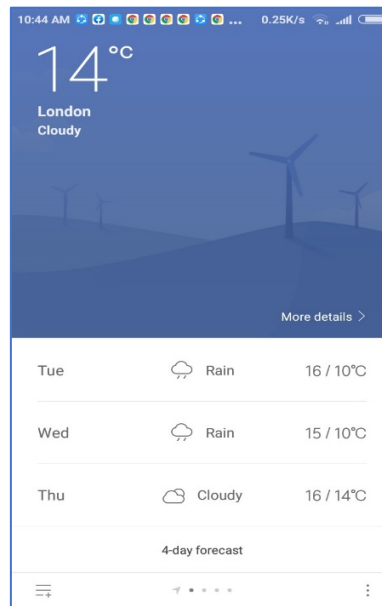 10:44 AM ... 0.25K/s
14°C
London
Cloudy
More details >
Tue Rain 16 / 10°C
Wed Rain 15 / 10°C
Thu Cloudy 16 / 14°C
4-day forecast